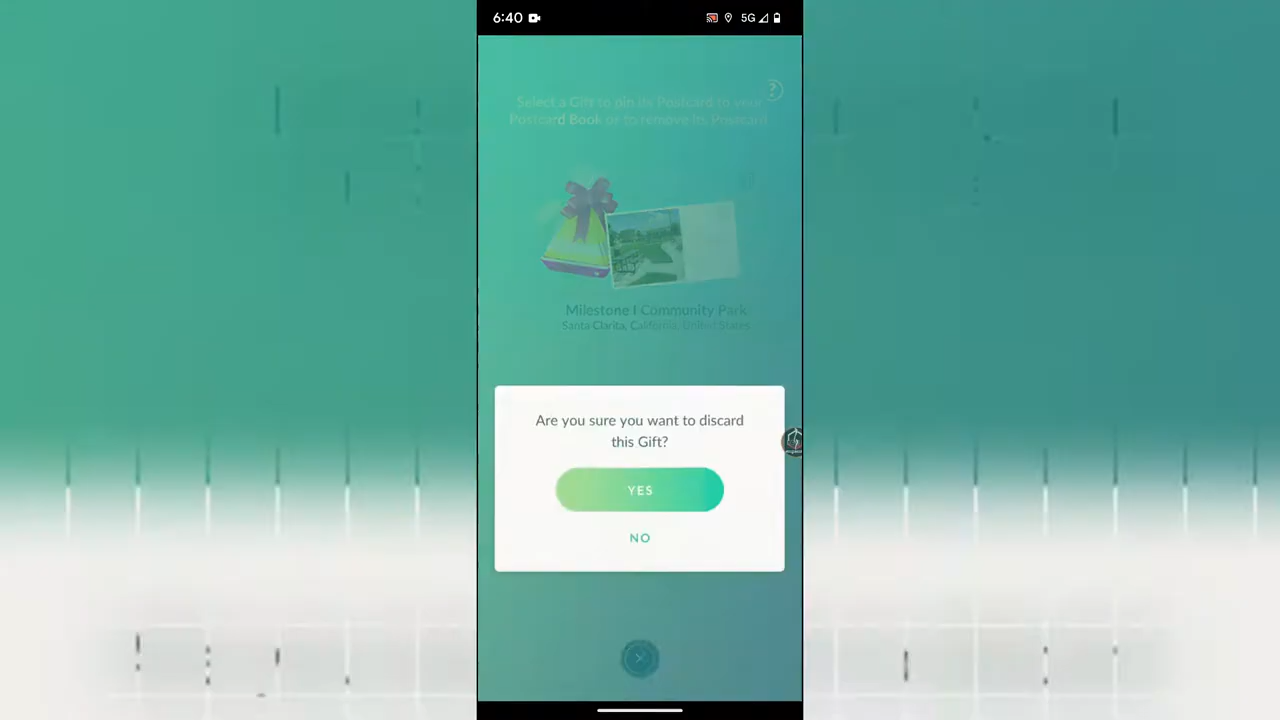 6:40
5G
?
Select a Gift to pin its Postcard to your
Postcard Book or to remove its Postcard
Milestone I Community Park
Santa Clarita, California, United States
Are you sure you want to discard
this Gift?
YES
NO